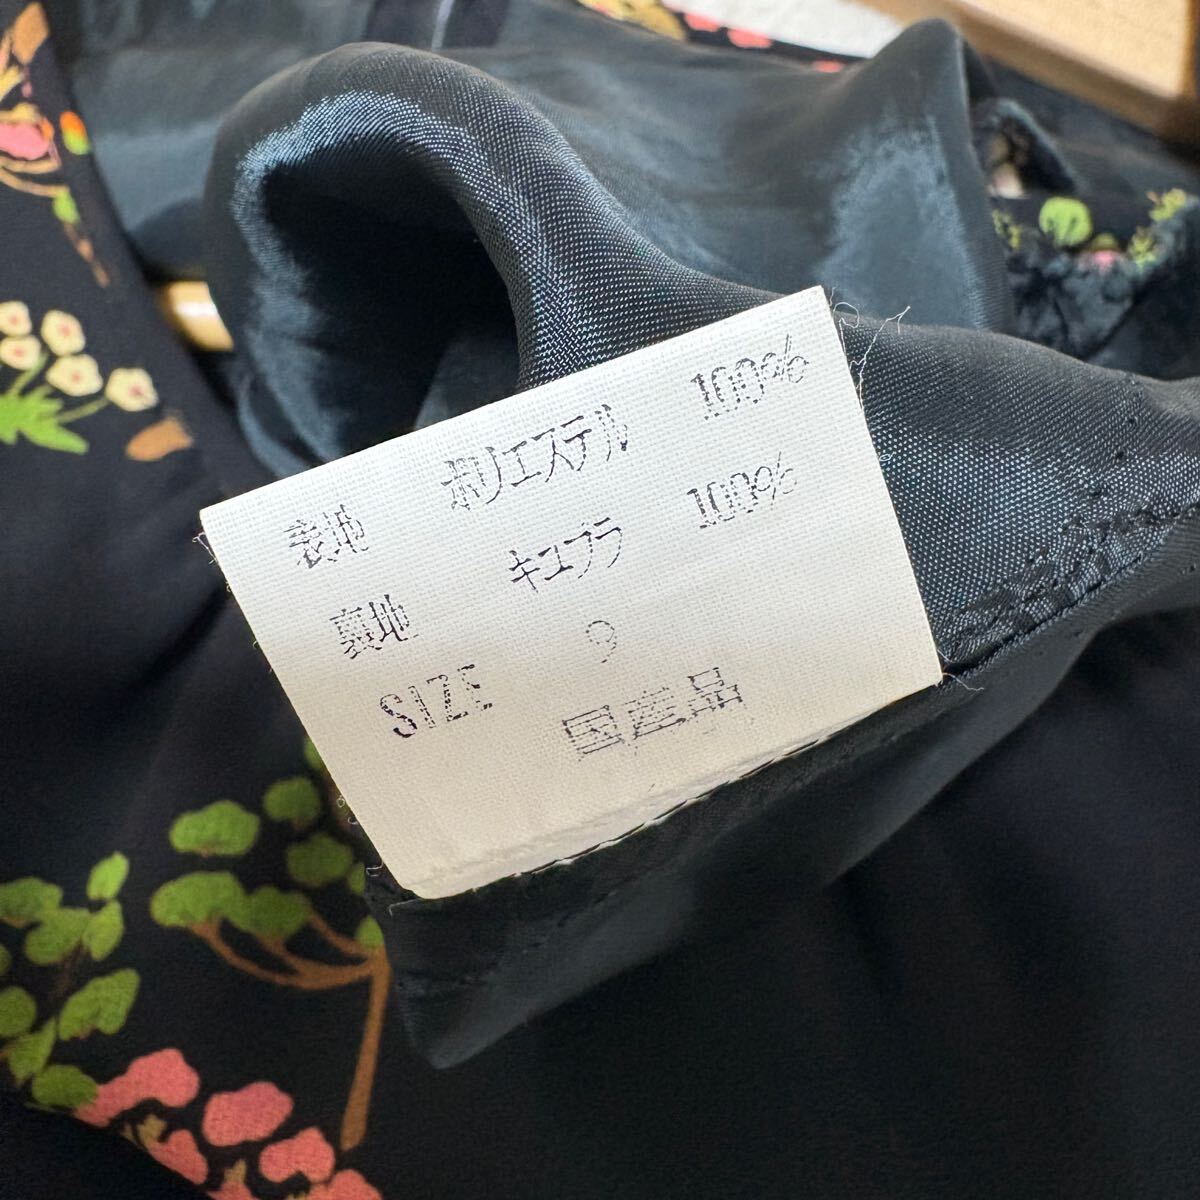 表地 ポリエステル 100%
裏地 キュプラ 100%
SIZE 9
国産品